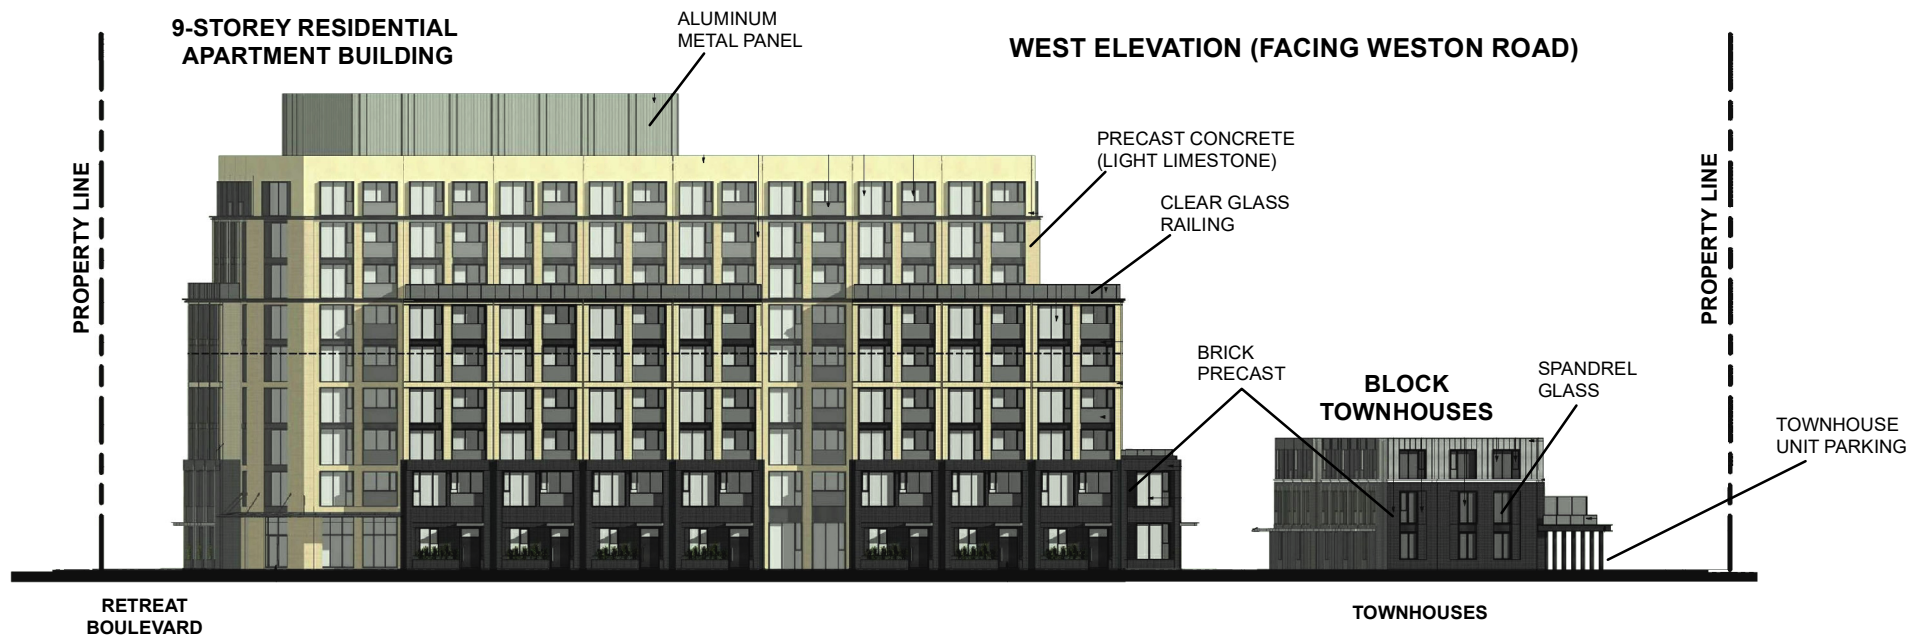 9-STOREY RESIDENTIAL
APARTMENT BUILDING
ALUMINUM
METAL PANEL
WEST ELEVATION (FACING WESTON ROAD)
PROPERTY LINE
PRECAST CONCRETE
(LIGHT LIMESTONE)
CLEAR GLASS
RAILING
PROPERTY LINE
BRICK
PRECAST
BLOCK
TOWNHOUSES
SPANDREL
GLASS
TOWNHOUSE
UNIT PARKING
RETREAT
BOULEVARD
TOWNHOUSES